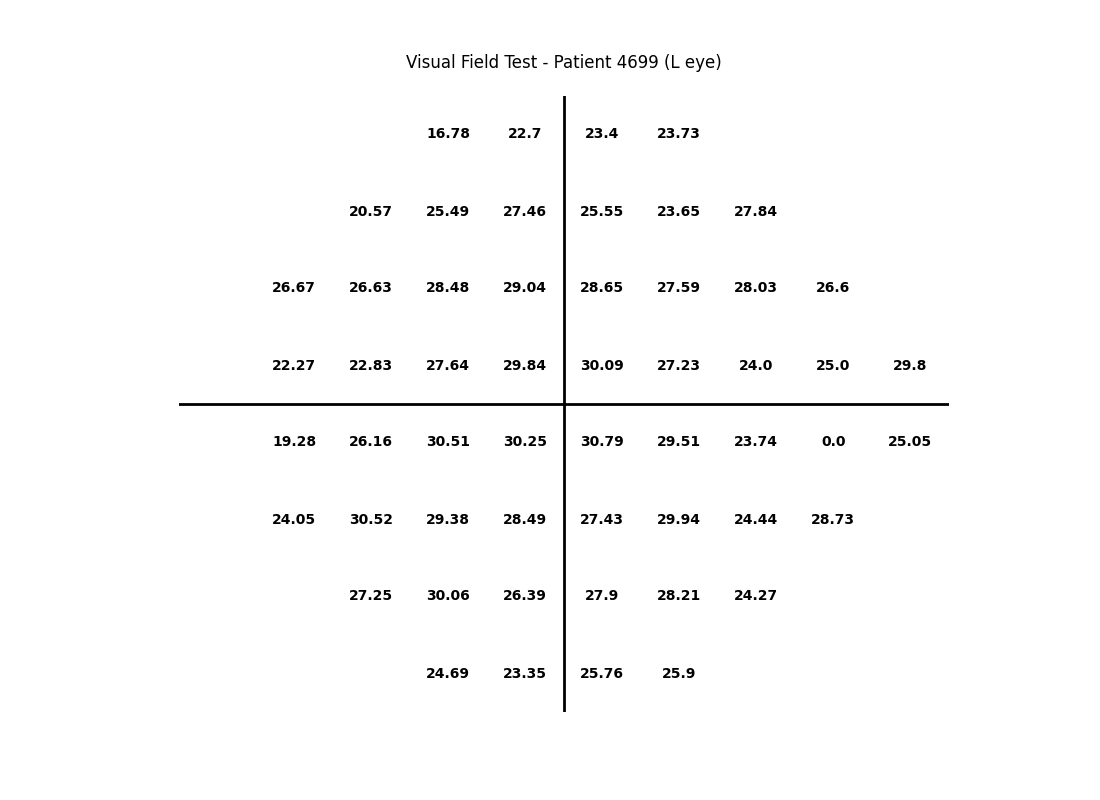 Visual Field Test - Patient 4699 (L eye)
16.78 22.7 23.4 23.73
20.57 25.49 27.46 25.55 23.65 27.84
26.67 26.63 28.48 29.04 28.65 27.59 28.03 26.6
22.27 22.83 27.64 29.84 30.09 27.23 24.0 25.0 29.8
19.28 26.16 30.51 30.25 30.79 29.51 23.74 0.0 25.05
24.05 30.52 29.38 28.49 27.43 29.94 24.44 28.73
27.25 30.06 26.39 27.9 28.21 24.27
24.69 23.35 25.76 25.9